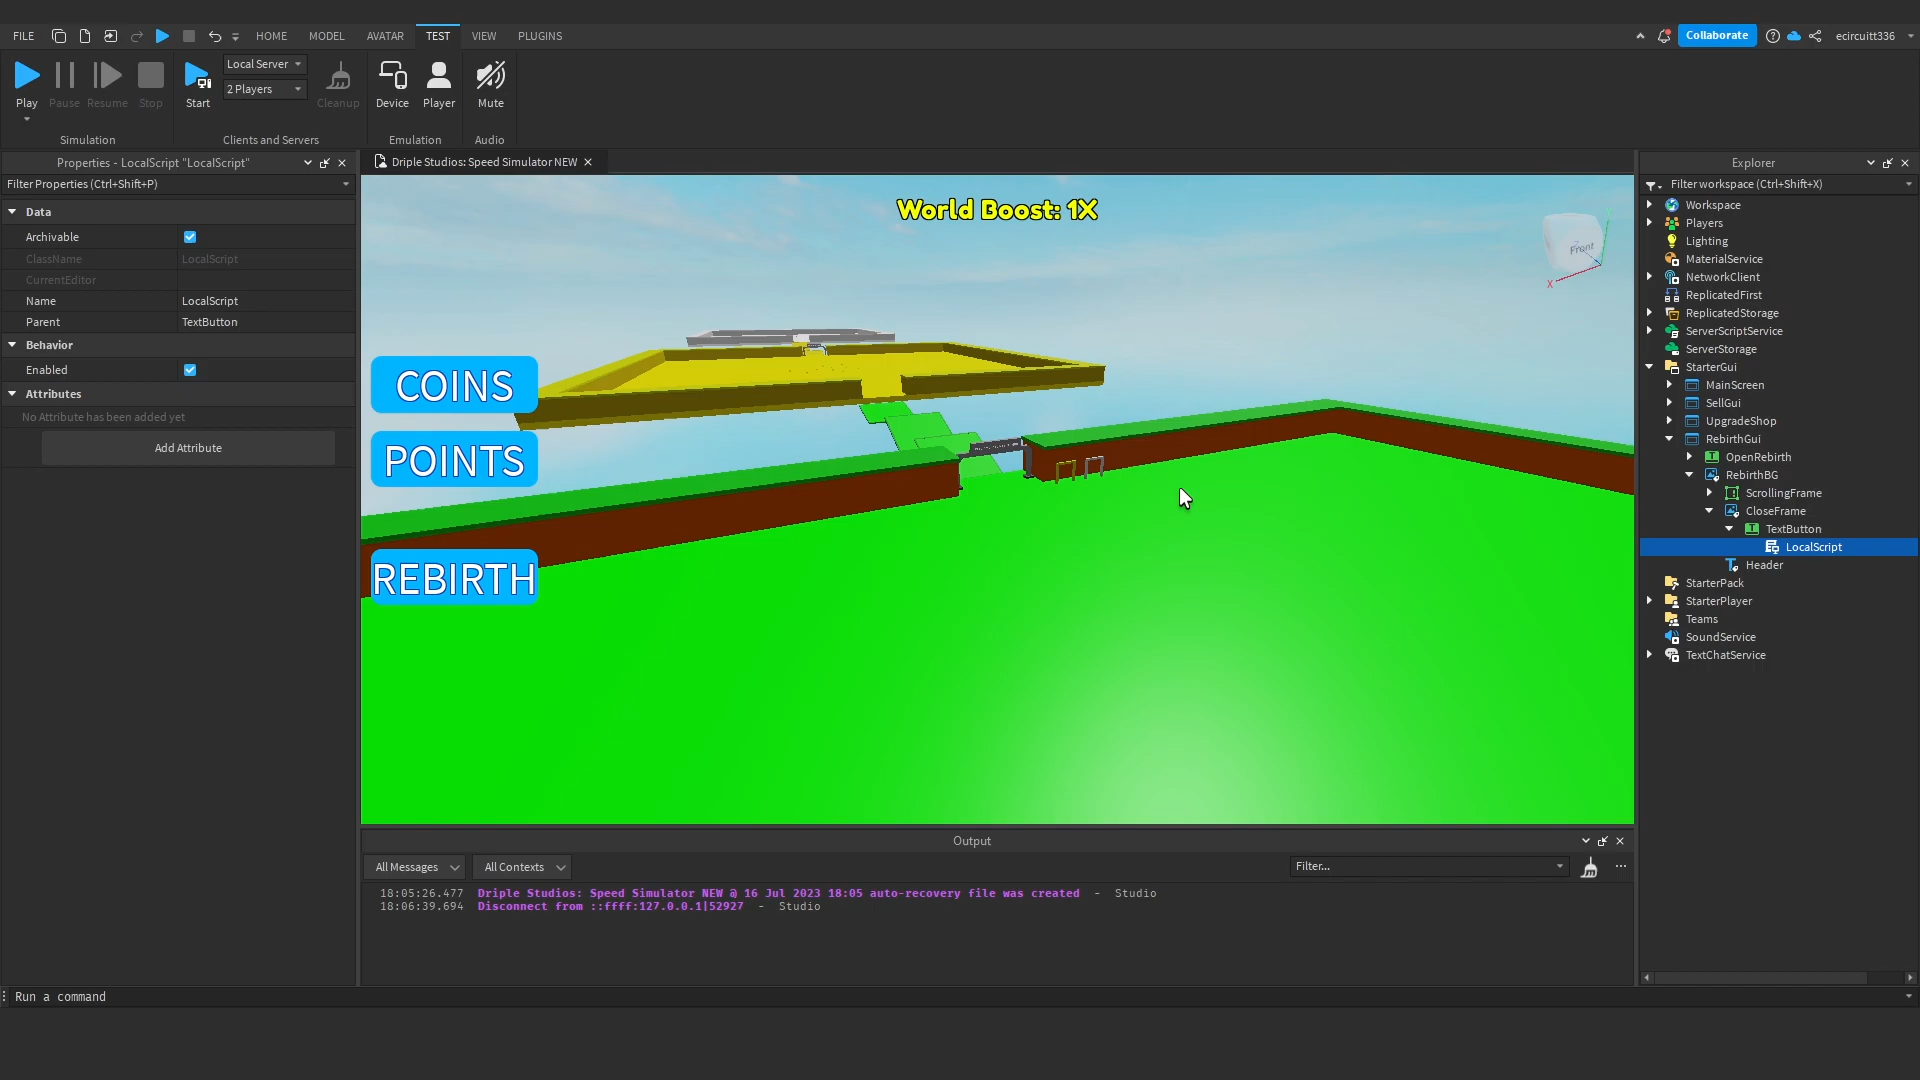 FILE HOME MODEL AVATAR TEST VIEW PLUGINS Collaborate ecircuitt336
Play Pause Resume Stop Start Local Server 2 Players Cleanup Device Player Mute
Simulation Clients and Servers Emulation Audio
Properties - LocalScript "LocalScript"
Filter Properties (Ctrl+Shift+P)
Data
Archivable
ClassName LocalScript
CurrentEditor
Name LocalScript
Parent TextButton
Behavior
Enabled
Attributes
No Attribute has been added yet
Add Attribute
Driple Studios: Speed Simulator NEW
World Boost: 1X
Front
X
COINS
POINTS
REBIRTH
Explorer
Filter workspace (Ctrl+Shift+X)
Workspace
Players
Lighting
MaterialService
NetworkClient
ReplicatedFirst
ReplicatedStorage
ServerScriptService
ServerStorage
StarterGui
MainScreen
SellGui
UpgradeShop
RebirthGui
OpenRebirth
RebirthBG
ScrollingFrame
CloseFrame
TextButton
LocalScript
Header
StarterPack
StarterPlayer
Teams
SoundService
TextChatService
Output
All Messages All Contexts Filter...
18:05:26.477 Driple Studios: Speed Simulator NEW @ 16 Jul 2023 18:05 auto-recovery file was created - Studio
18:06:39.694 Disconnect from ::ffff:127.0.0.1|52927 - Studio
Run a command